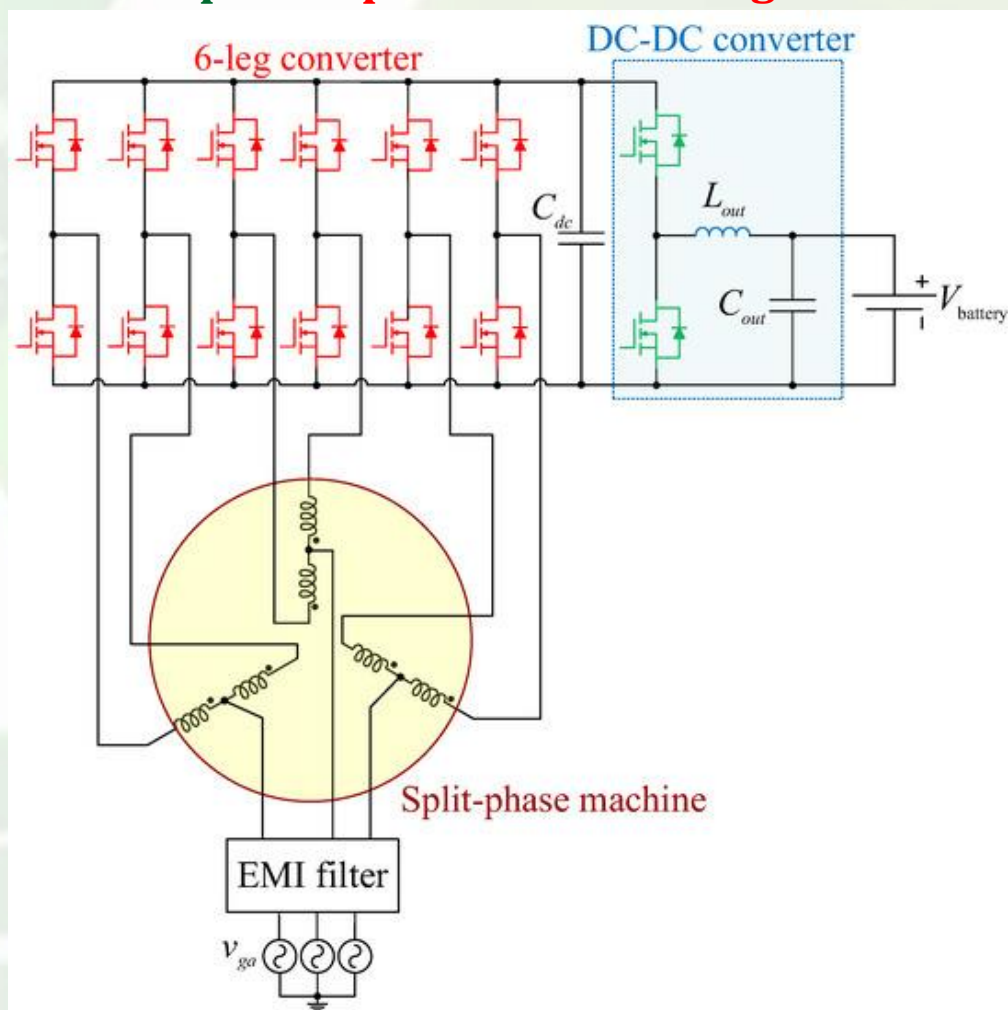 6-leg converter
DC-DC converter
C_dc
L_out
C_out
+
V_battery
Split-phase machine
EMI filter
v_ga